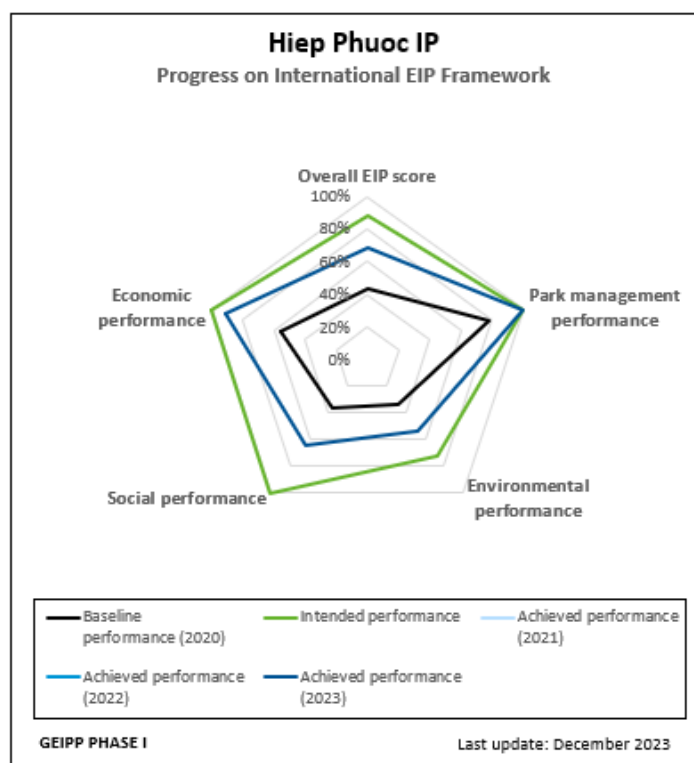 Hiep Phuoc IP
Progress on International EIP Framework
Overall EIP score
100%
80%
60%
40%
20%
0%
Economic
performance
Park management
performance
Social performance
Environmental
performance
Baseline
performance (2020)
Intended performance
Achieved performance
(2021)
Achieved performance
(2022)
Achieved performance
(2023)
GEIPP PHASE I
Last update: December 2023